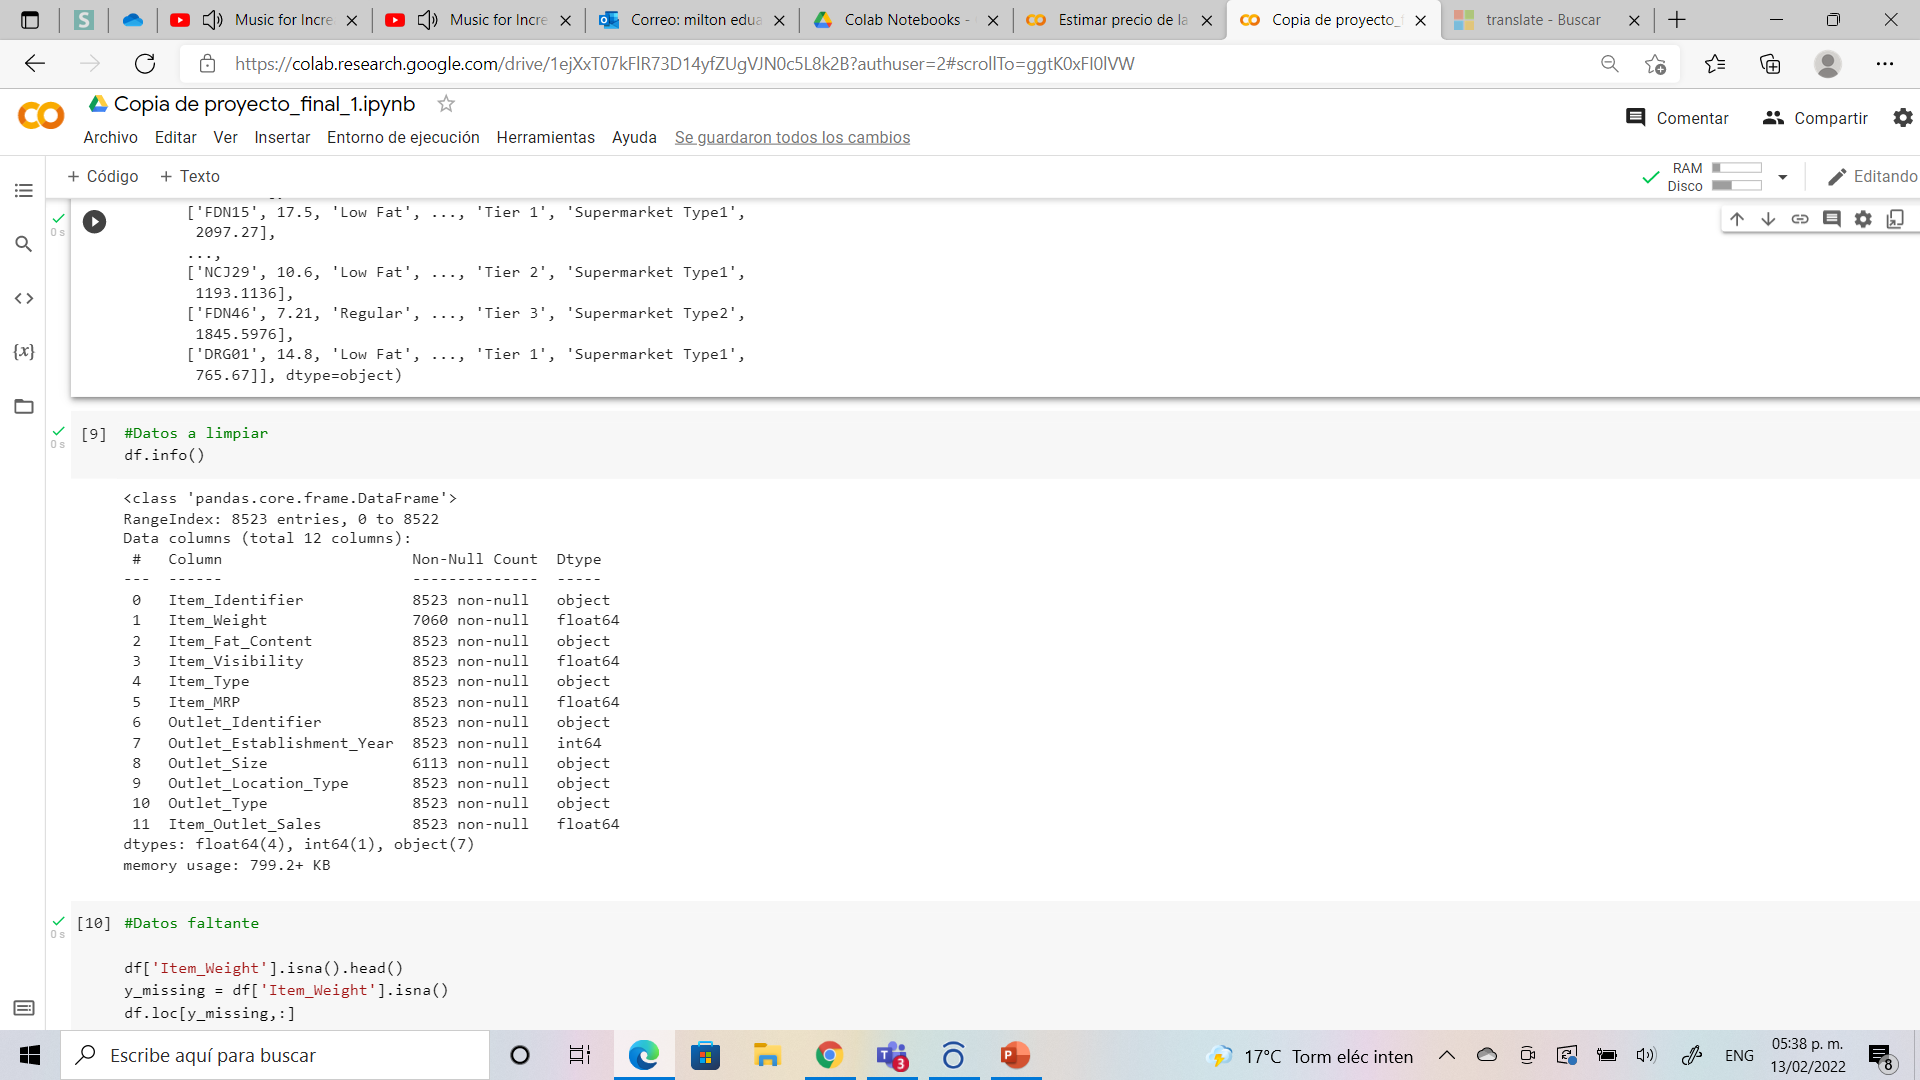 Music for Incre
Music for Incre
Correo: milton edua
Colab Notebooks -
Estimar precio de la
Copia de proyecto_f
translate - Buscar
https://colab.research.google.com/drive/1ejXxT07kFlR73D14yfZUgVJN0c5L8k2B?authuser=2#scrollTo=ggtK0xFI0lVW
Copia de proyecto_final_1.ipynb
Comentar
Compartir
Archivo Editar Ver Insertar Entorno de ejecución Herramientas Ayuda Se guardaron todos los cambios
+ Código + Texto
RAM
Disco
Editando
0 s
['FDN15', 17.5, 'Low Fat', ..., 'Tier 1', 'Supermarket Type1',
2097.27],
...,
['NCJ29', 10.6, 'Low Fat', ..., 'Tier 2', 'Supermarket Type1',
1193.1136],
['FDN46', 7.21, 'Regular', ..., 'Tier 3', 'Supermarket Type2',
1845.5976],
['DRG01', 14.8, 'Low Fat', ..., 'Tier 1', 'Supermarket Type1',
765.67]], dtype=object)
0 s
[9] #Datos a limpiar
df.info()
<class 'pandas.core.frame.DataFrame'>
RangeIndex: 8523 entries, 0 to 8522
Data columns (total 12 columns):
# Column Non-Null Count Dtype
--- ------ -------------- -----
0 Item_Identifier 8523 non-null object
1 Item_Weight 7060 non-null float64
2 Item_Fat_Content 8523 non-null object
3 Item_Visibility 8523 non-null float64
4 Item_Type 8523 non-null object
5 Item_MRP 8523 non-null float64
6 Outlet_Identifier 8523 non-null object
7 Outlet_Establishment_Year 8523 non-null int64
8 Outlet_Size 6113 non-null object
9 Outlet_Location_Type 8523 non-null object
10 Outlet_Type 8523 non-null object
11 Item_Outlet_Sales 8523 non-null float64
dtypes: float64(4), int64(1), object(7)
memory usage: 799.2+ KB
0 s
[10] #Datos faltante
df['Item_Weight'].isna().head()
y_missing = df['Item_Weight'].isna()
df.loc[y_missing,:]
Escribe aquí para buscar
3
17°C Torm eléc inten
ENG
05:38 p. m.
13/02/2022
8